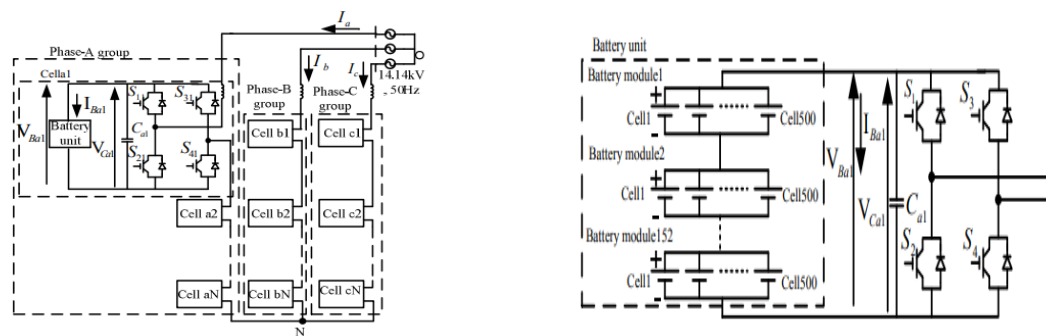 I_a
Phase-A group
Cella1
S_11
S_31
I_Ba1
Battery
unit
V_Ba1
V_Ca1
C_a1
S_21
S_41
I_b
I_c
O
14.14kV
, 50Hz
Phase-B
group
Phase-C
group
Cell b1
Cell c1
Cell a2
Cell b2
Cell c2
Cell aN
Cell bN
Cell cN
N
Battery unit
Battery module1
+
Cell1
Cell500
-
Battery module2
+
Cell1
Cell500
-
Battery module152
+
Cell1
Cell500
-
V_Ba1
I_Ba1
V_Ca1
C_a1
S_1
S_3
S_2
S_4